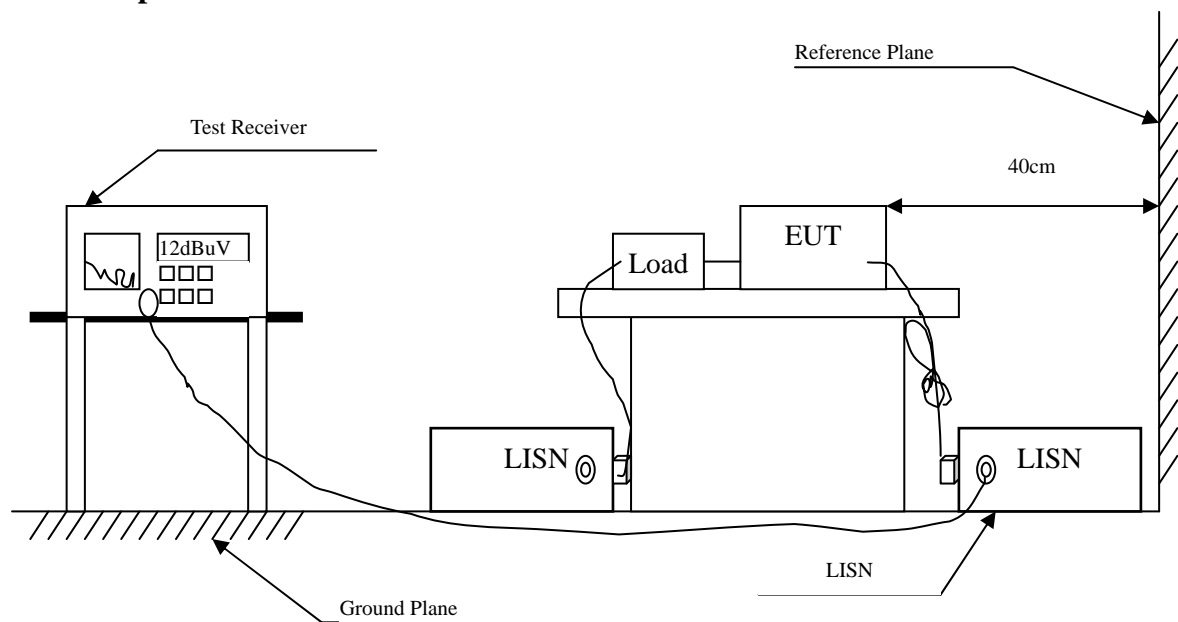 Reference Plane
Test Receiver
40cm
12dBuV
Load
EUT
LISN
LISN
LISN
Ground Plane